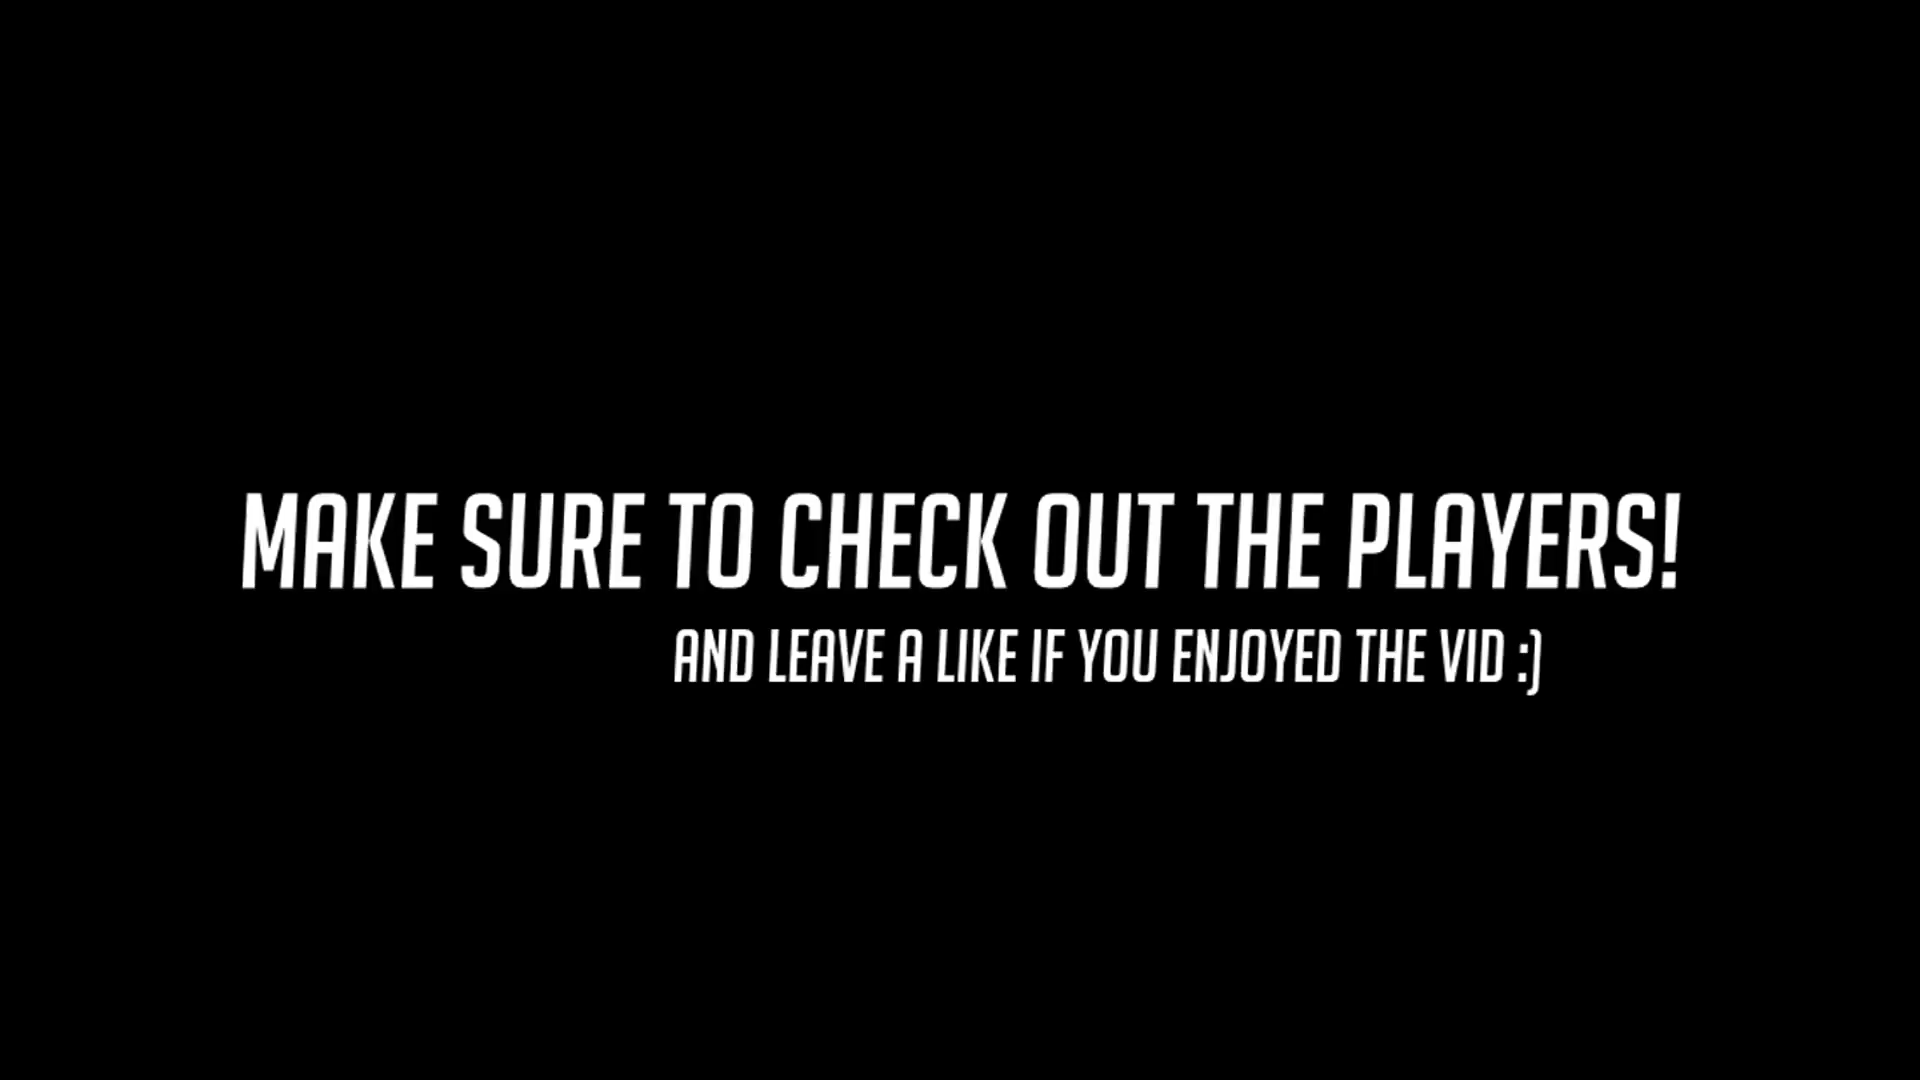 MAKE SURE TO CHECK OUT THE PLAYERS!
AND LEAVE A LIKE IF YOU ENJOYED THE VID :)